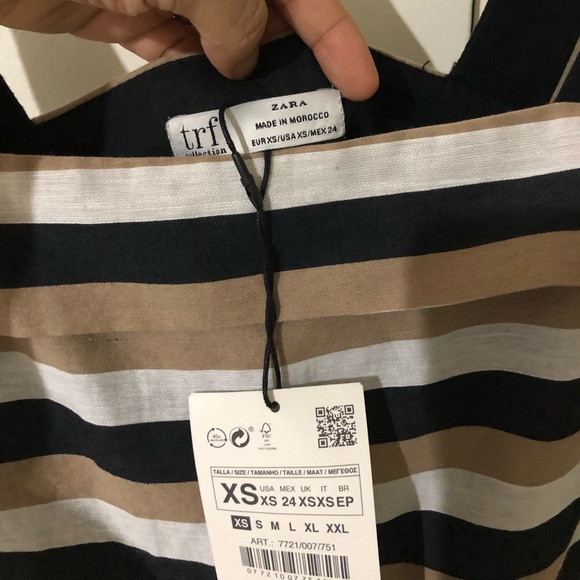 ZARA
MADE IN MOROCCO
EUR XS/USA XS/MEX 24
trf
TALLA / SIZE / TAMANHO / TAILLE / MAAT / ΜΕΓΕΘΟΣ
USA MEX UK IT BR
XS XS 24 XS XS EP
XS S M L XL XXL
ART.: 7721/007/751